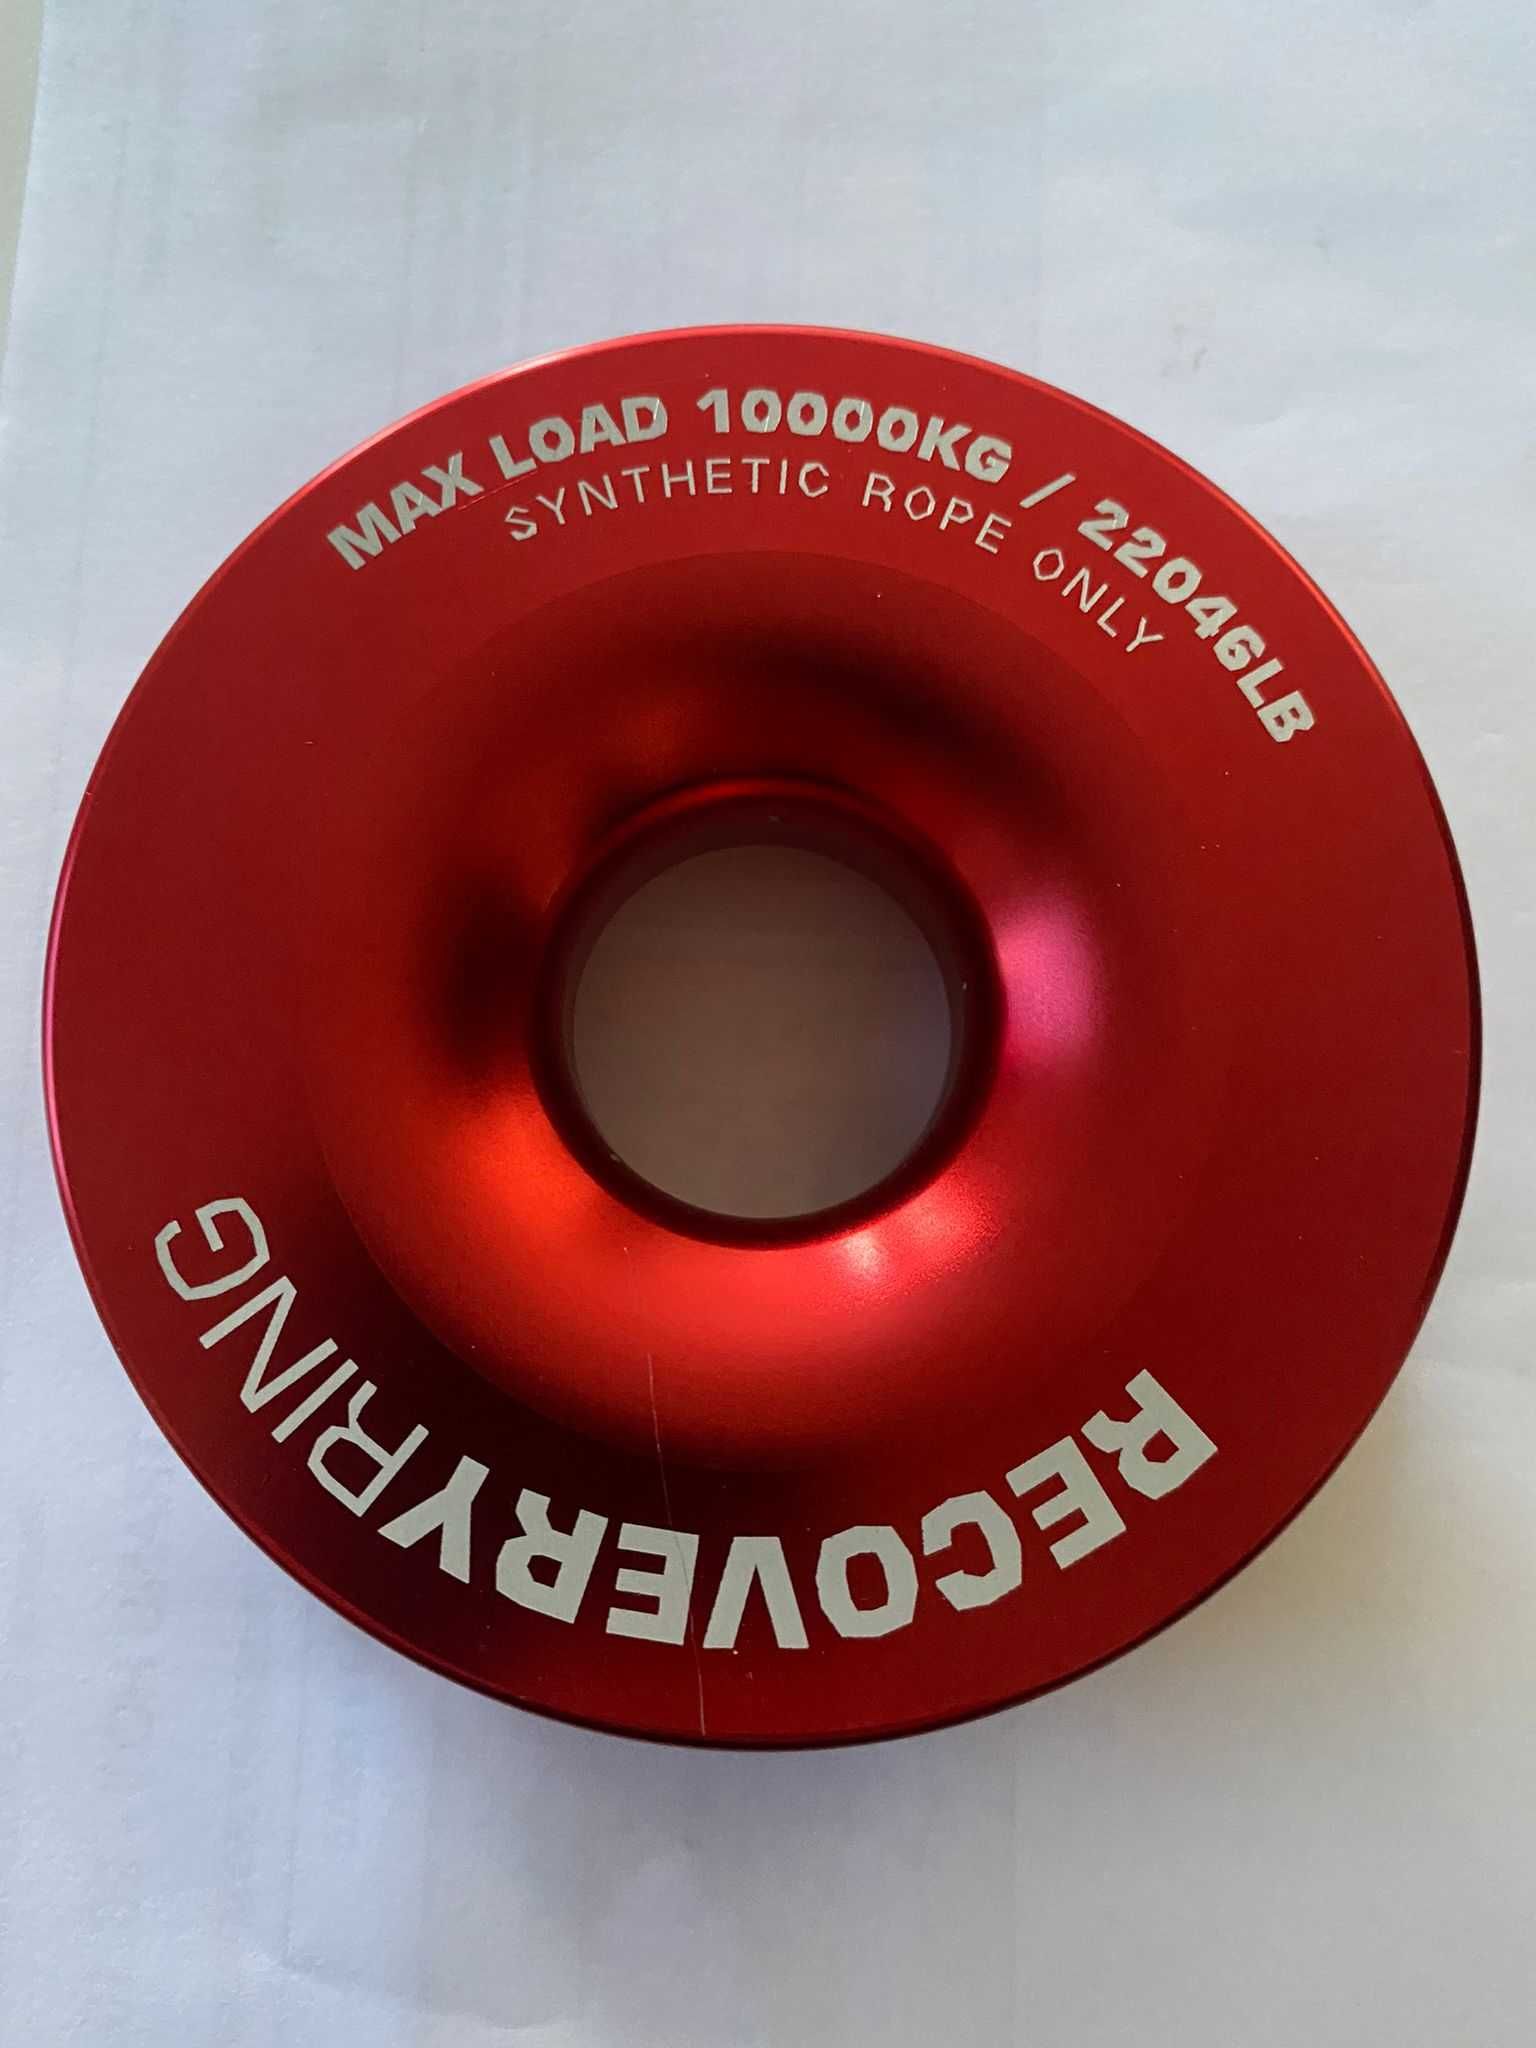 MAX LOAD 10000KG / 22046LB
SYNTHETIC ROPE ONLY
RECOVERYRING